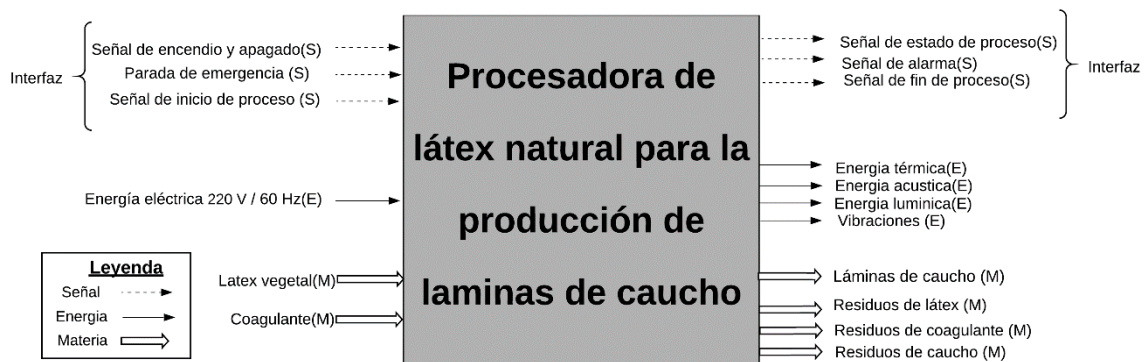 Interfaz
Señal de encendio y apagado(S)
Parada de emergencia (S)
Señal de inicio de proceso (S)
Energía eléctrica 220 V / 60 Hz(E)
Latex vegetal(M)
Coagulante(M)
Leyenda
Señal
Energia
Materia
Procesadora de
látex natural para la
producción de
laminas de caucho
Señal de estado de proceso(S)
Señal de alarma(S)
Señal de fin de proceso(S)
Interfaz
Energia térmica(E)
Energia acustica(E)
Energia luminica(E)
Vibraciones (E)
Láminas de caucho (M)
Residuos de látex (M)
Residuos de coagulante (M)
Residuos de caucho (M)